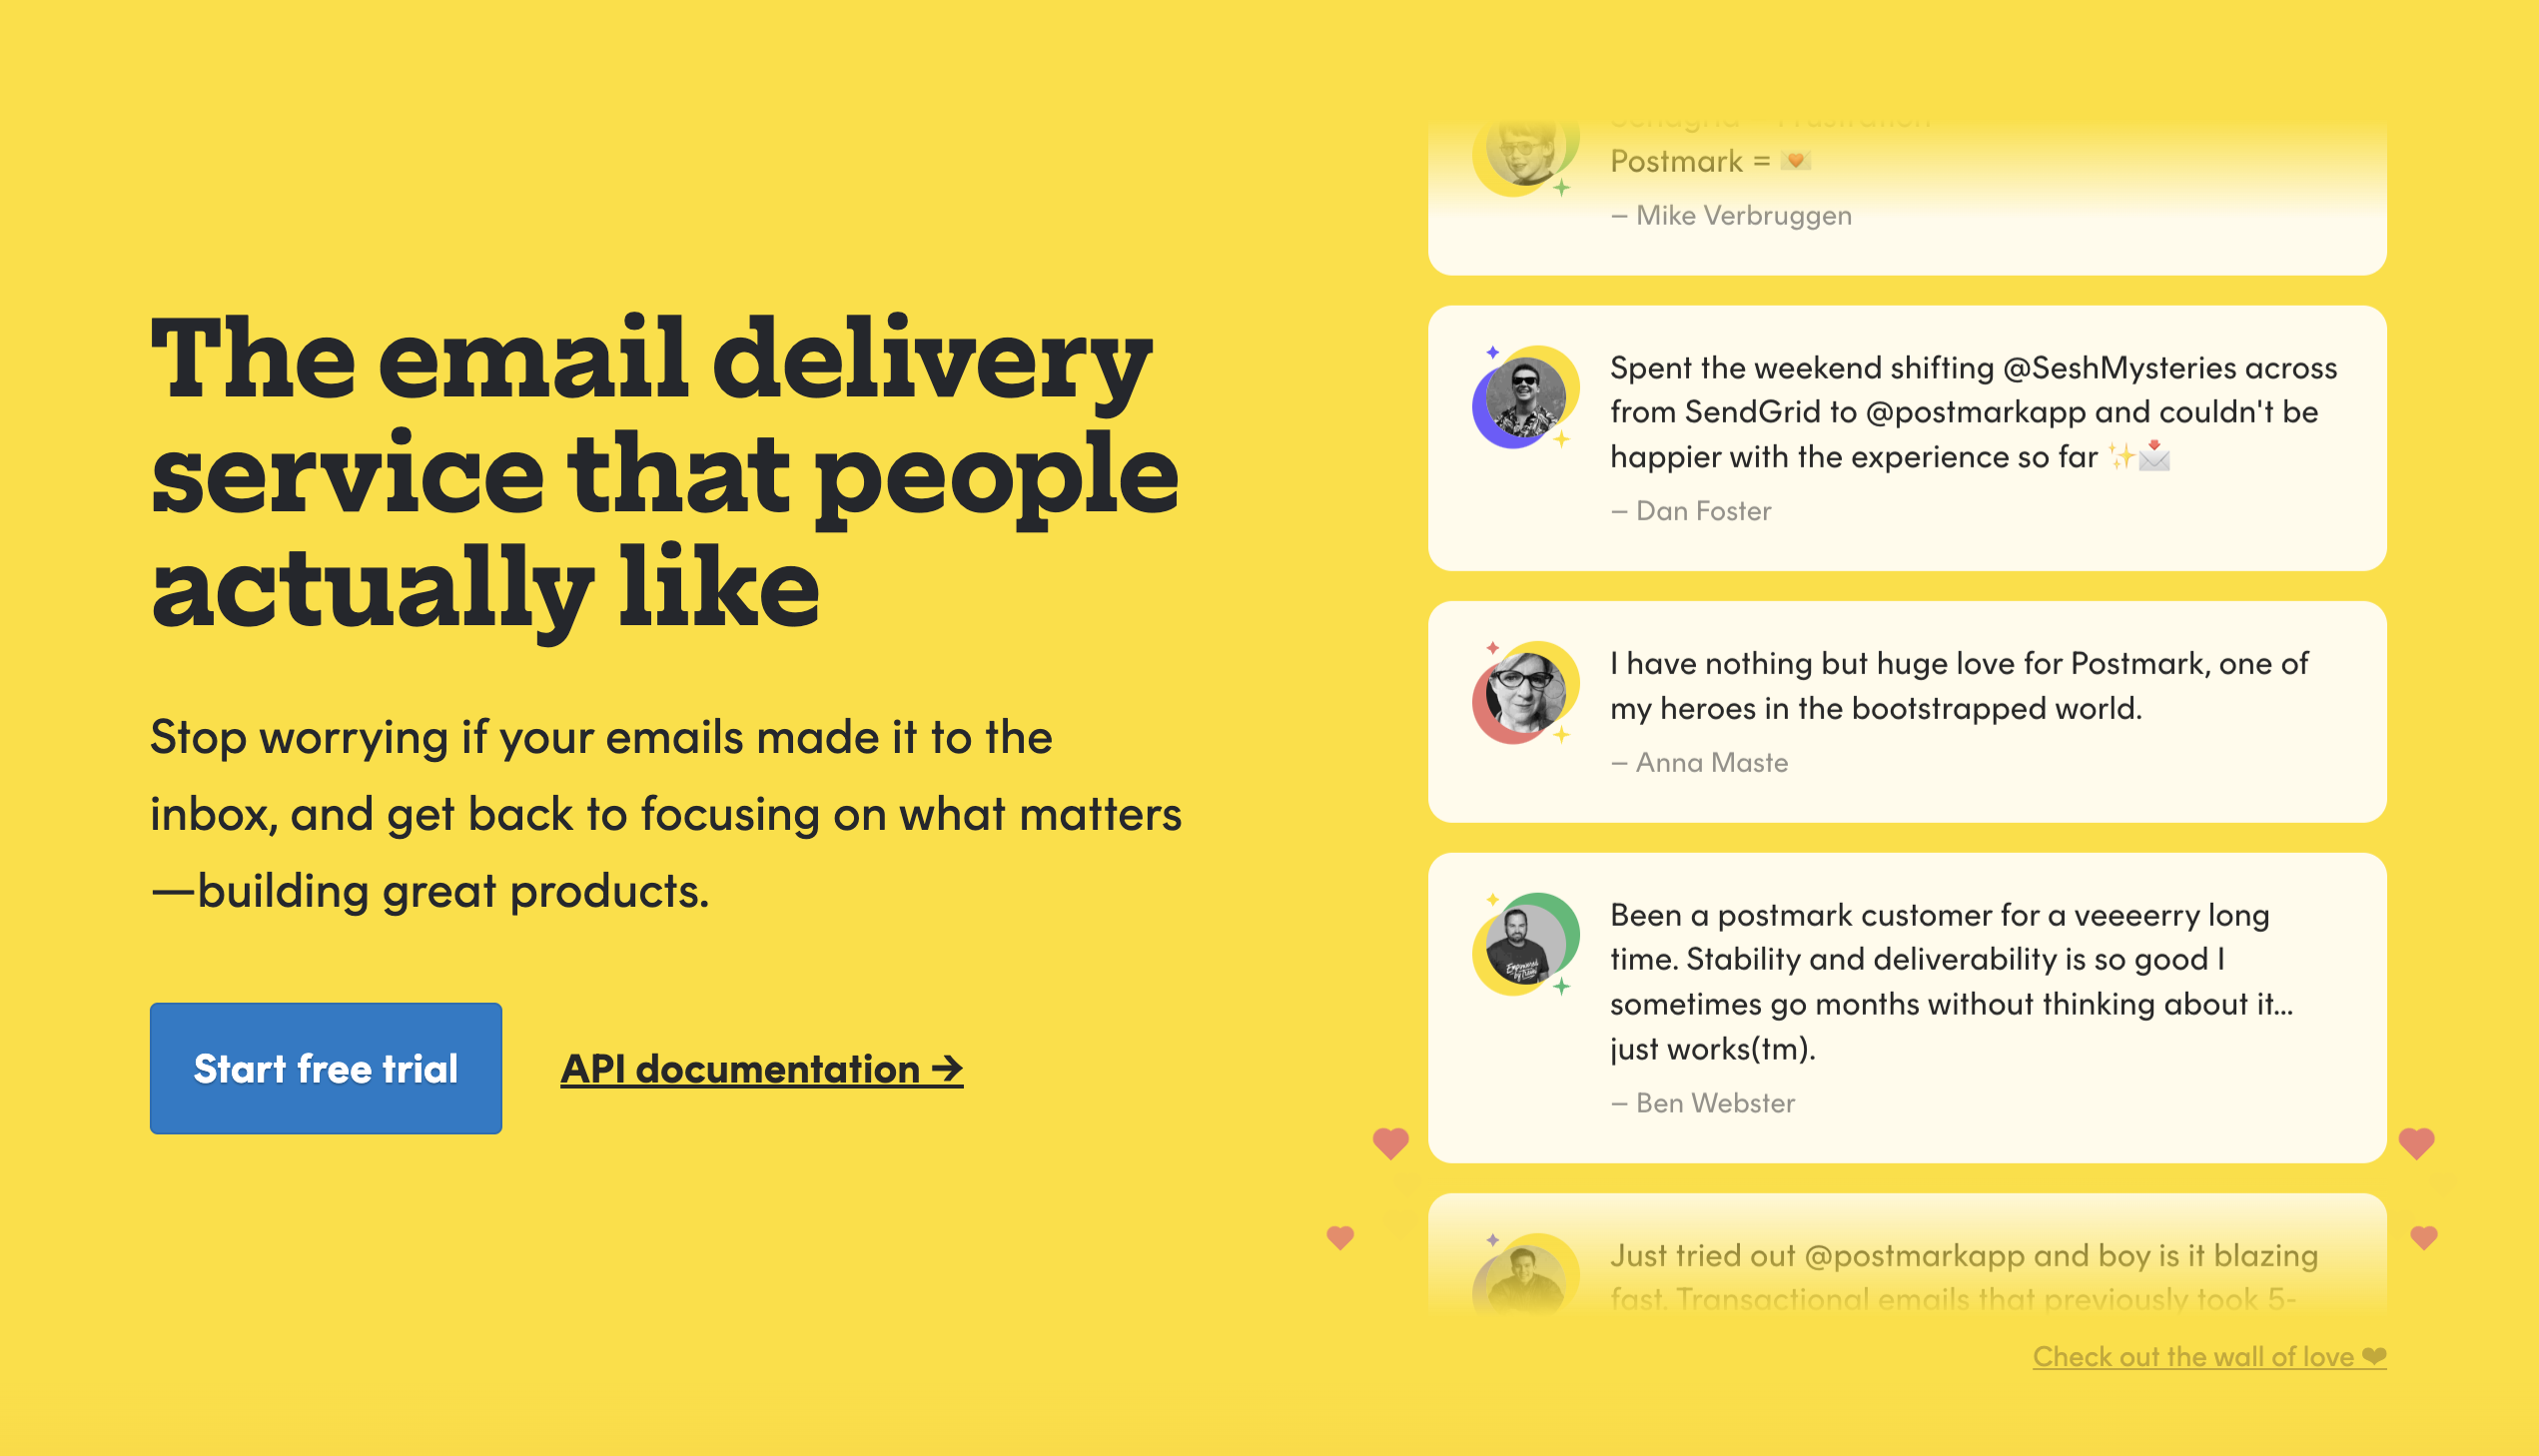 The email delivery
service that people
actually like
Stop worrying if your emails made it to the
inbox, and get back to focusing on what matters
—building great products.
Start free trial
API documentation →
Postmark = 💌
– Mike Verbruggen
Spent the weekend shifting @SeshMysteries across
from SendGrid to @postmarkapp and couldn't be
happier with the experience so far ✨📩
– Dan Foster
I have nothing but huge love for Postmark, one of
my heroes in the bootstrapped world.
– Anna Maste
Been a postmark customer for a veeeerry long
time. Stability and deliverability is so good I
sometimes go months without thinking about it...
just works(tm).
– Ben Webster
Just tried out @postmarkapp and boy is it blazing
fast. Transactional emails that previously took 5-
Check out the wall of love ❤